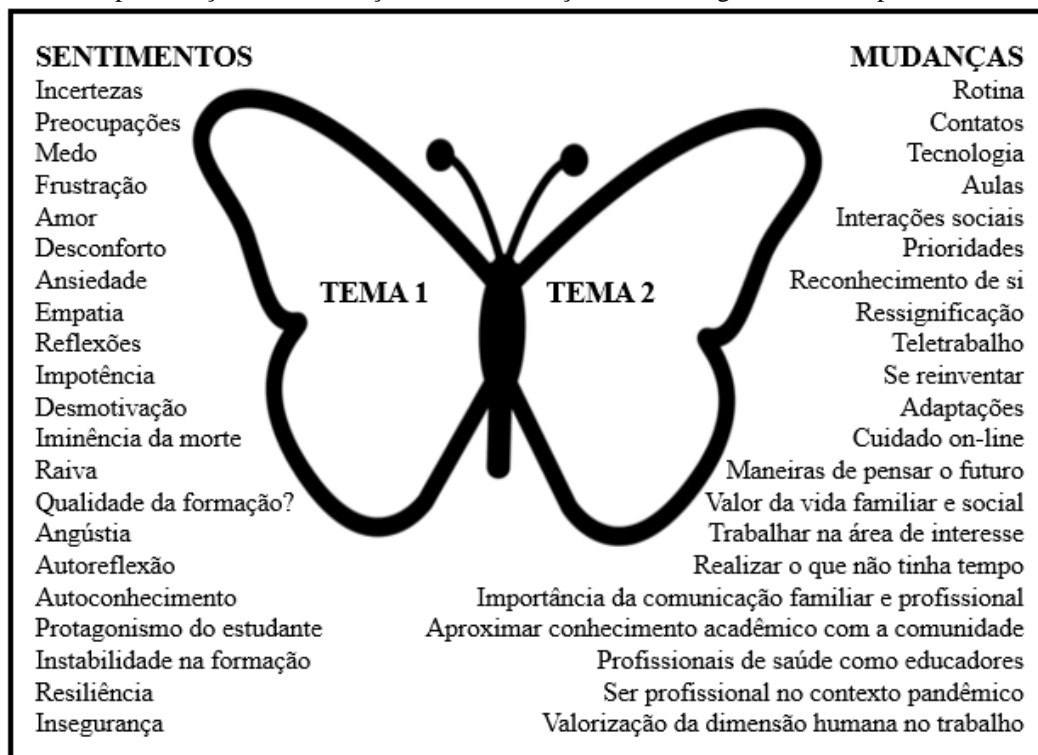 SENTIMENTOS
Incertezas
Preocupações
Medo
Frustração
Amor
Desconforto
Ansiedade
Empatia
Reflexões
Impotência
Desmotivação
Iminência da morte
Raiva
Qualidade da formação?
Angústia
Autoreflexão
Autoconhecimento
Protagonismo do estudante
Instabilidade na formação
Resiliência
Insegurança
TEMA 1
TEMA 2
MUDANÇAS
Rotina
Contatos
Tecnologia
Aulas
Interações sociais
Prioridades
Reconhecimento de si
Ressignificação
Teletrabalho
Se reinventar
Adaptações
Cuidado on-line
Maneiras de pensar o futuro
Valor da vida familiar e social
Trabalhar na área de interesse
Realizar o que não tinha tempo
Importância da comunicação familiar e profissional
Aproximar conhecimento acadêmico com a comunidade
Profissionais de saúde como educadores
Ser profissional no contexto pandêmico
Valorização da dimensão humana no trabalho